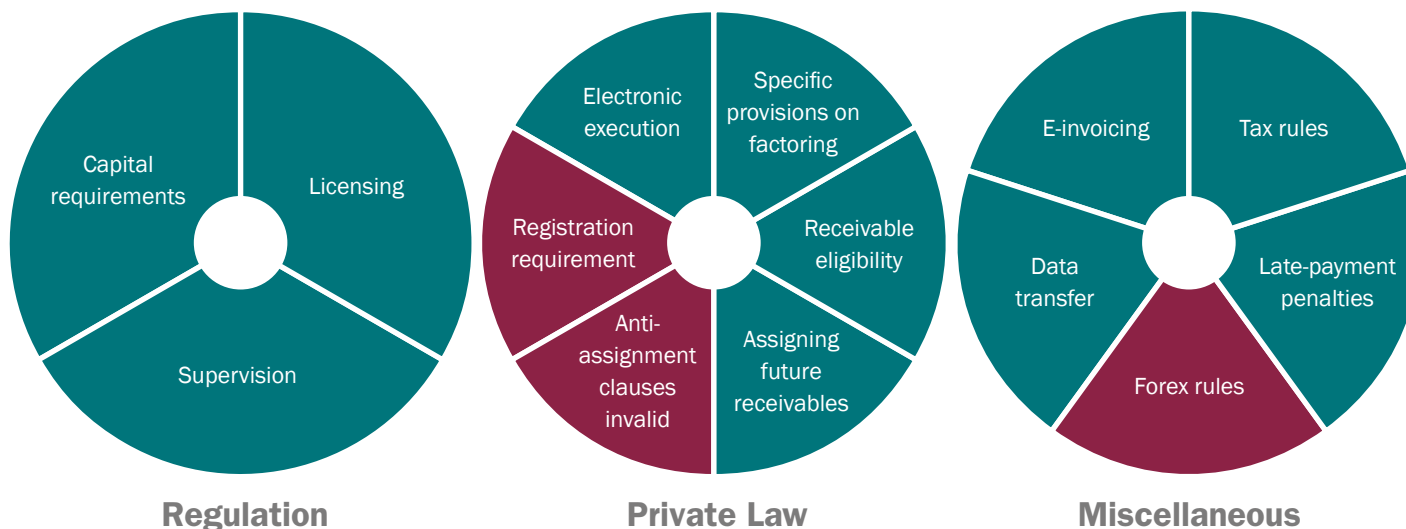 Capital
requirements
Licensing
Supervision
Regulation
Electronic
execution
Specific
provisions on
factoring
Registration
requirement
Receivable
eligibility
Anti-
assignment
clauses
invalid
Assigning
future
receivables
Private Law
E-invoicing
Tax rules
Data
transfer
Late-payment
penalties
Forex rules
Miscellaneous